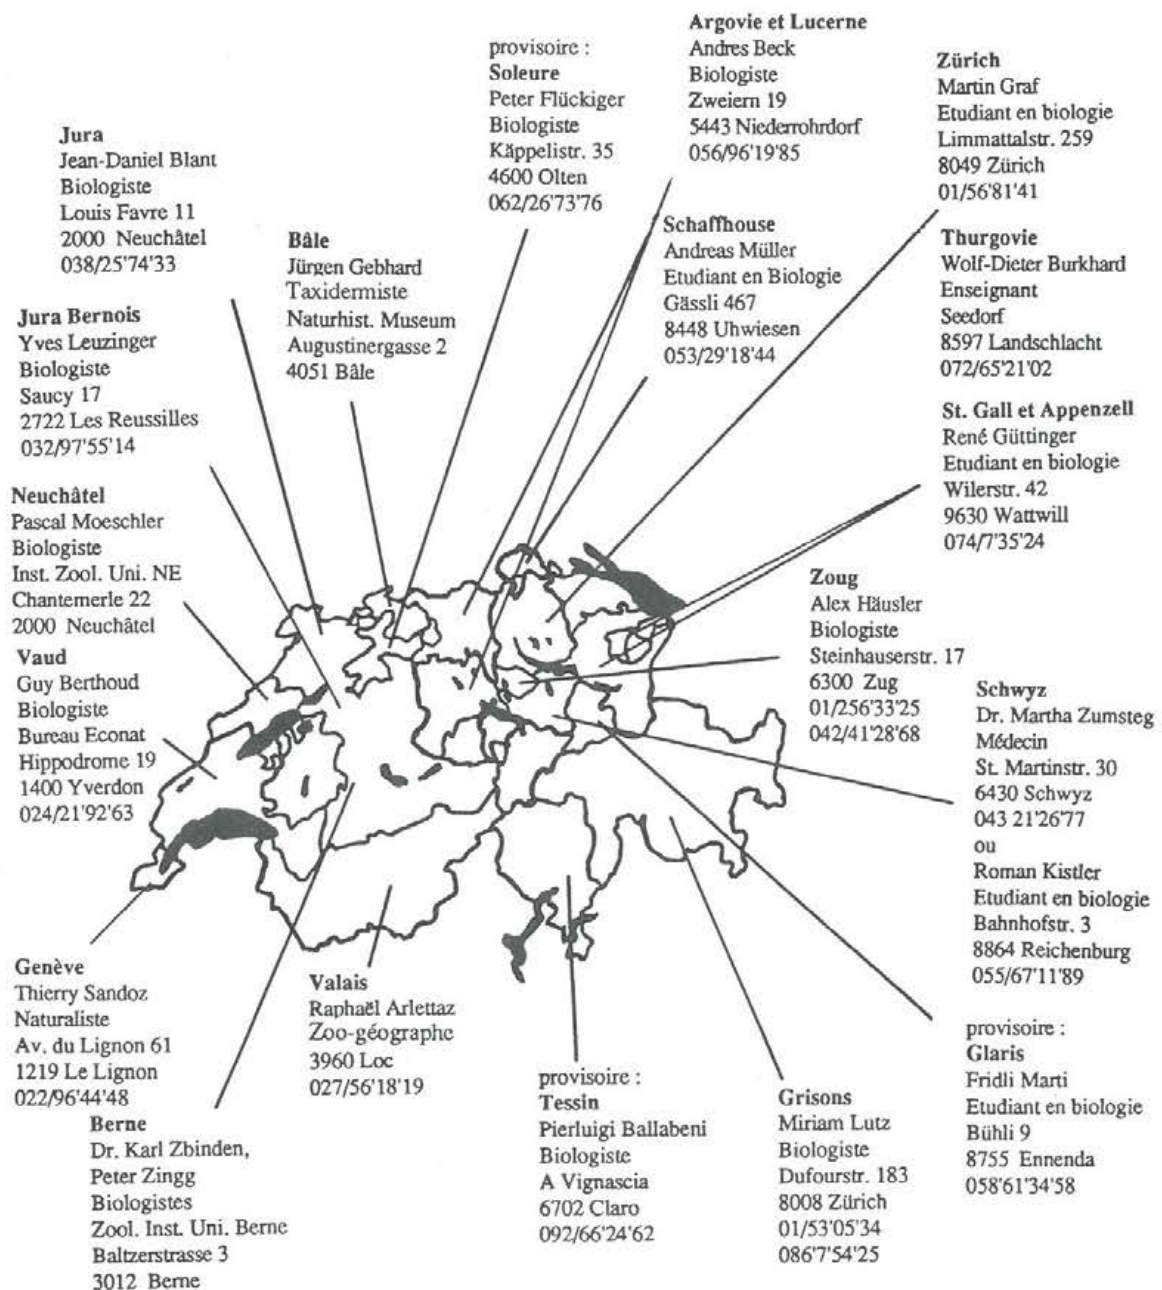 Argovie et Lucerne
Andres Beck
Biologiste
Zweiern 19
5443 Niederrohrdorf
056/96'19'85
provisoire :
Soleure
Peter Flückiger
Biologiste
Käppelistr. 35
4600 Olten
062/26'73'76
Zürich
Martin Graf
Etudiant en biologie
Limmattalstr. 259
8049 Zürich
01/56'81'41
Jura
Jean-Daniel Blant
Biologiste
Louis Favre 11
2000 Neuchâtel
038/25'74'33
Bâle
Jürgen Gebhard
Taxidermiste
Naturhist. Museum
Augustinergasse 2
4051 Bâle
Schaffhouse
Andreas Müller
Etudiant en Biologie
Gässli 467
8448 Uhwiesen
053/29'18'44
Thurgovie
Wolf-Dieter Burkhard
Enseignant
Seedorf
8597 Landschlacht
072/65'21'02
Jura Bernois
Yves Leuzinger
Biologiste
Saucy 17
2722 Les Reussilles
032/97'55'14
St. Gall et Appenzell
René Güttinger
Etudiant en biologie
Wilerstr. 42
9630 Wattwill
074/7'35'24
Neuchâtel
Pascal Moeschler
Biologiste
Inst. Zool. Uni. NE
Chantemerle 22
2000 Neuchâtel
Zoug
Alex Häusler
Biologiste
Steinhauserstr. 17
6300 Zug
01/256'33'25
042/41'28'68
Vaud
Guy Berthoud
Biologiste
Bureau Econat
Hippodrome 19
1400 Yverdon
024/21'92'63
Schwyz
Dr. Martha Zumsteg
Médecin
St. Martinstr. 30
6430 Schwyz
043 21'26'77
ou
Roman Kistler
Etudiant en biologie
Bahnhofstr. 3
8864 Reichenburg
055/67'11'89
Genève
Thierry Sandoz
Naturaliste
Av. du Lignon 61
1219 Le Lignon
022/96'44'48
Valais
Raphaël Arlettaz
Zoo-géographe
3960 Loc
027/56'18'19
provisoire :
Glaris
Fridli Marti
Etudiant en biologie
Bühli 9
8755 Ennenda
058'61'34'58
provisoire :
Tessin
Pierluigi Ballabeni
Biologiste
A Vignascia
6702 Claro
092/66'24'62
Grisons
Miriam Lutz
Biologiste
Dufourstr. 183
8008 Zürich
01/53'05'34
086'7'54'25
Berne
Dr. Karl Zbinden,
Peter Zingg
Biologistes
Zool. Inst. Uni. Berne
Baltzerstrasse 3
3012 Berne